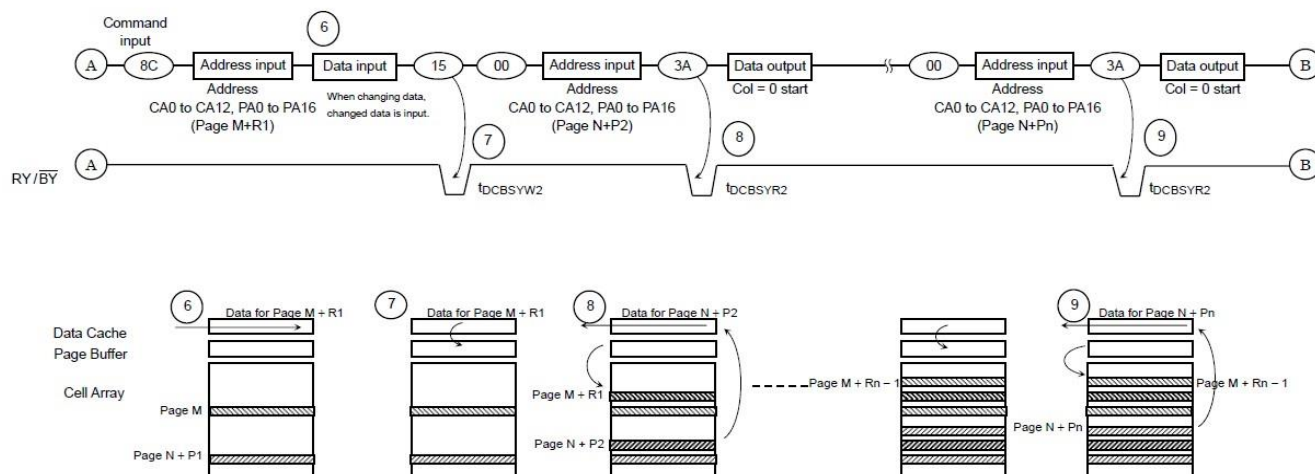 Command
input
6
A 8C Address input Data input 15 00 Address input 3A Data output 00 Address input 3A Data output B
Address
CA0 to CA12, PA0 to PA16
(Page M+R1)
When changing data,
changed data is input.
Address
CA0 to CA12, PA0 to PA16
(Page N+P2)
Col = 0 start
Address
CA0 to CA12, PA0 to PA16
(Page N+Pn)
Col = 0 start
7
8
9
A
B
RY/BY
tDCBSYW2
tDCBSYR2
tDCBSYR2
6
7
8
9
Data for Page M + R1
Data for Page M + R1
Data for Page N + P2
Data for Page N + Pn
Data Cache
Page Buffer
Cell Array
Page M
Page N + P1
Page M + R1
Page N + P2
Page M + Rn − 1
Page N + Pn
Page M + Rn − 1